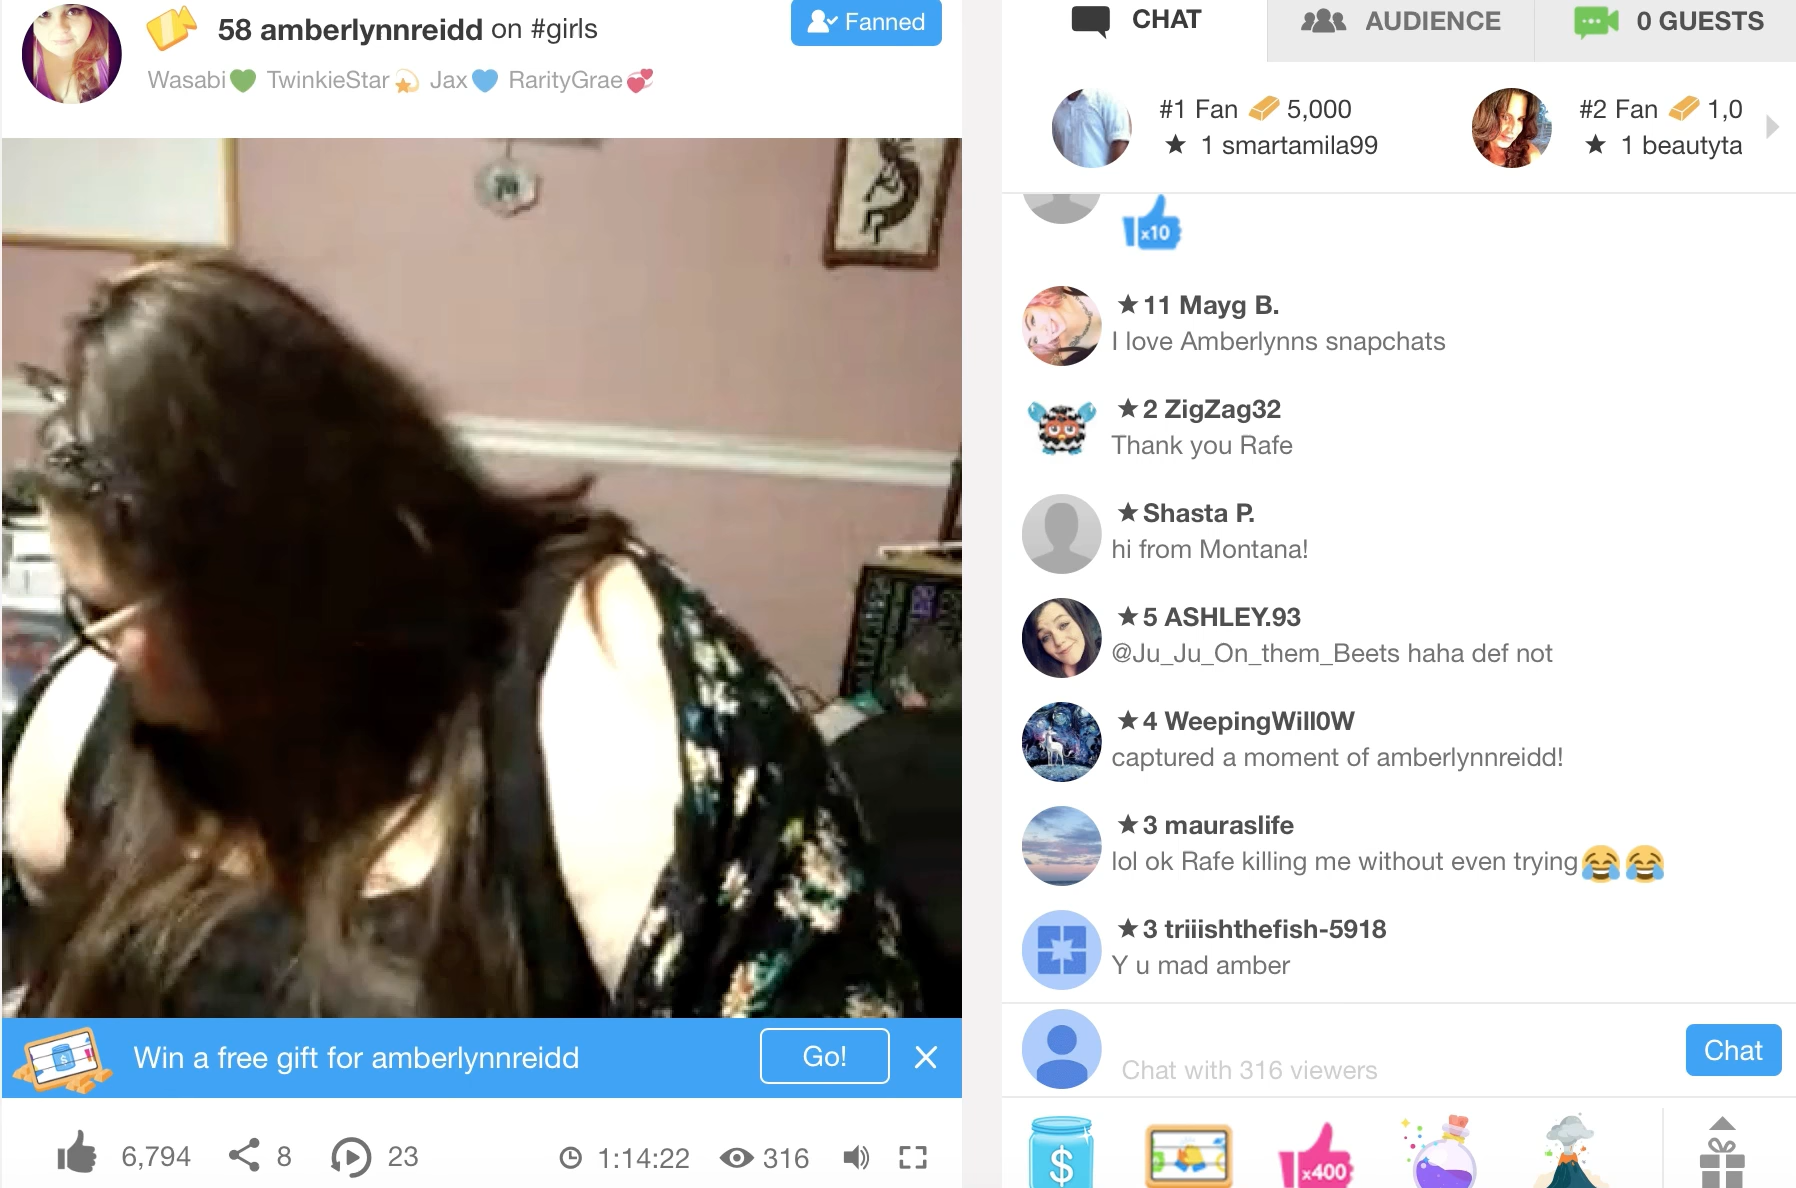 58 amberlynnreidd on #girls
Fanned
Wasabi💚 TwinkieStar💫 Jax💙 RarityGrae💞
CHAT
AUDIENCE
0 GUESTS
#1 Fan 5,000
★ 1 smartamila99
#2 Fan 1,0
★ 1 beautyta
x10
★11 Mayg B.
I love Amberlynns snapchats
★2 ZigZag32
Thank you Rafe
★Shasta P.
hi from Montana!
★5 ASHLEY.93
@Ju_Ju_On_them_Beets haha def not
★4 WeepingWill0W
captured a moment of amberlynnreidd!
★3 mauraslife
lol ok Rafe killing me without even trying😂😂
★3 triiishthefish-5918
Y u mad amber
Win a free gift for amberlynnreidd
Go!
Chat with 316 viewers
Chat
6,794
8
23
1:14:22
316
$
x400